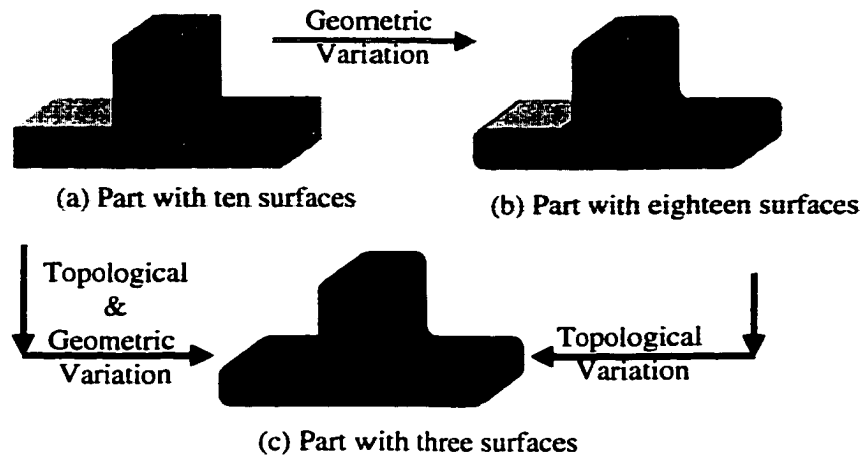 Geometric
Variation
(a) Part with ten surfaces
(b) Part with eighteen surfaces
Topological
&
Geometric
Variation
Topological
Variation
(c) Part with three surfaces